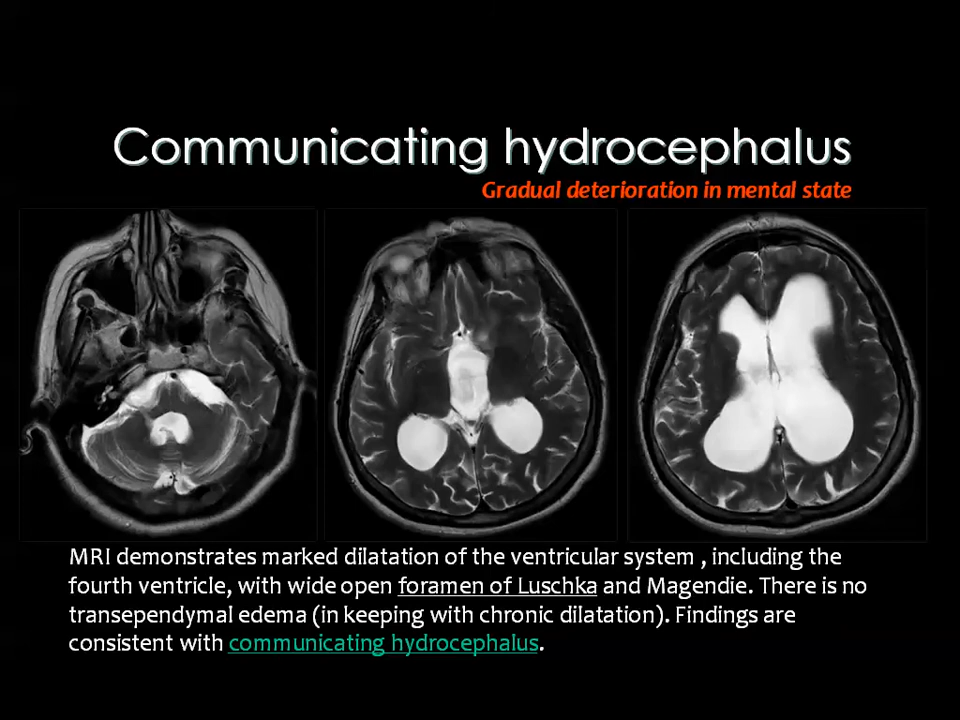 Communicating hydrocephalus
Gradual deterioration in mental state
MRI demonstrates marked dilatation of the ventricular system , including the
fourth ventricle, with wide open foramen of Luschka and Magendie. There is no
transependymal edema (in keeping with chronic dilatation). Findings are
consistent with communicating hydrocephalus.